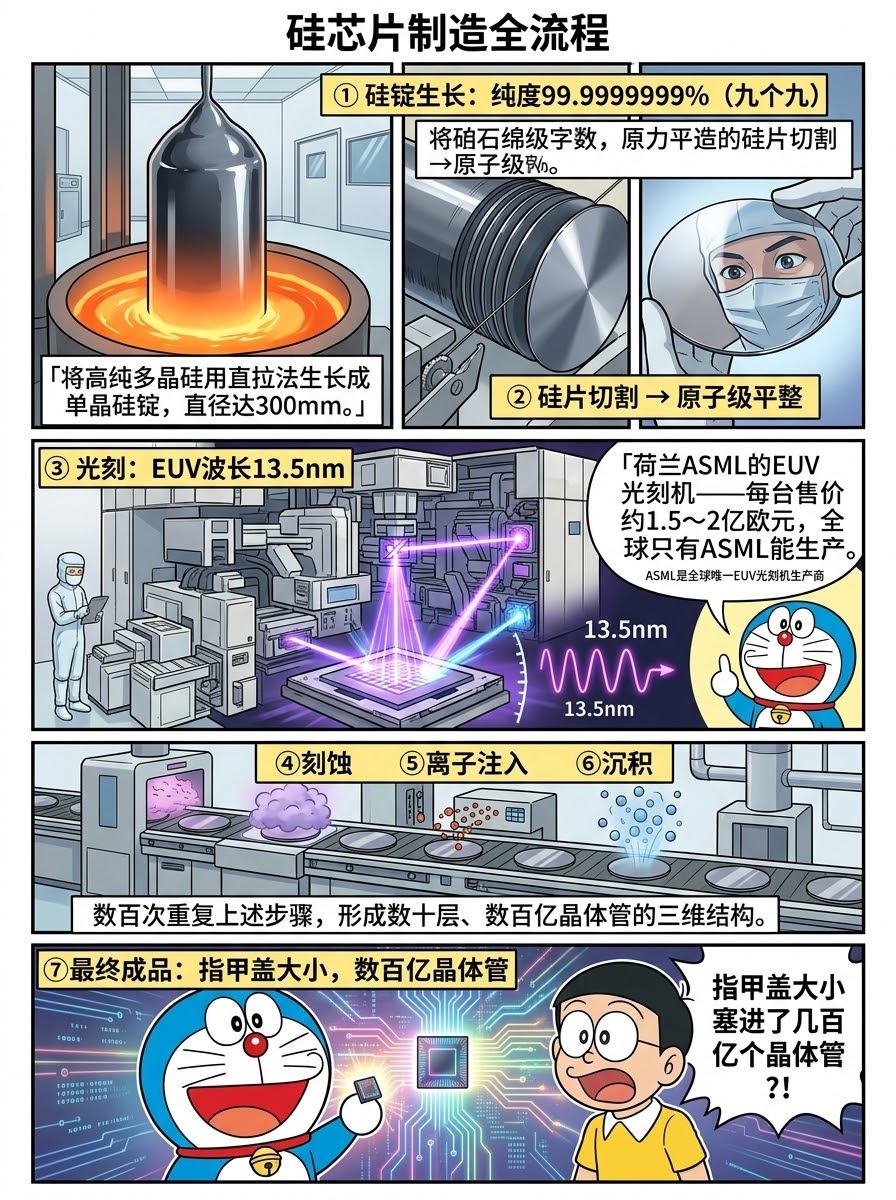 硅芯片制造全流程
① 硅锭生长：纯度99.9999999%（九个九）
将硝石绵级字数，原力平造的硅片切割
→原子级。
「将高纯多晶硅用直拉法生长成
单晶硅锭，直径达300mm。」
② 硅片切割 → 原子级平整
③ 光刻：EUV波长13.5nm
「荷兰ASML的EUV
光刻机——每台售价
约1.5～2亿欧元，全
球只有ASML能生产。
ASML是全球唯一EUV光刻机生产商
13.5nm
13.5nm
④刻蚀 ⑤离子注入 ⑥沉积
数百次重复上述步骤，形成数十层、数百亿晶体管的三维结构。
⑦最终成品：指甲盖大小，数百亿晶体管
指甲盖大小
塞进了几百
亿个晶体管
?!